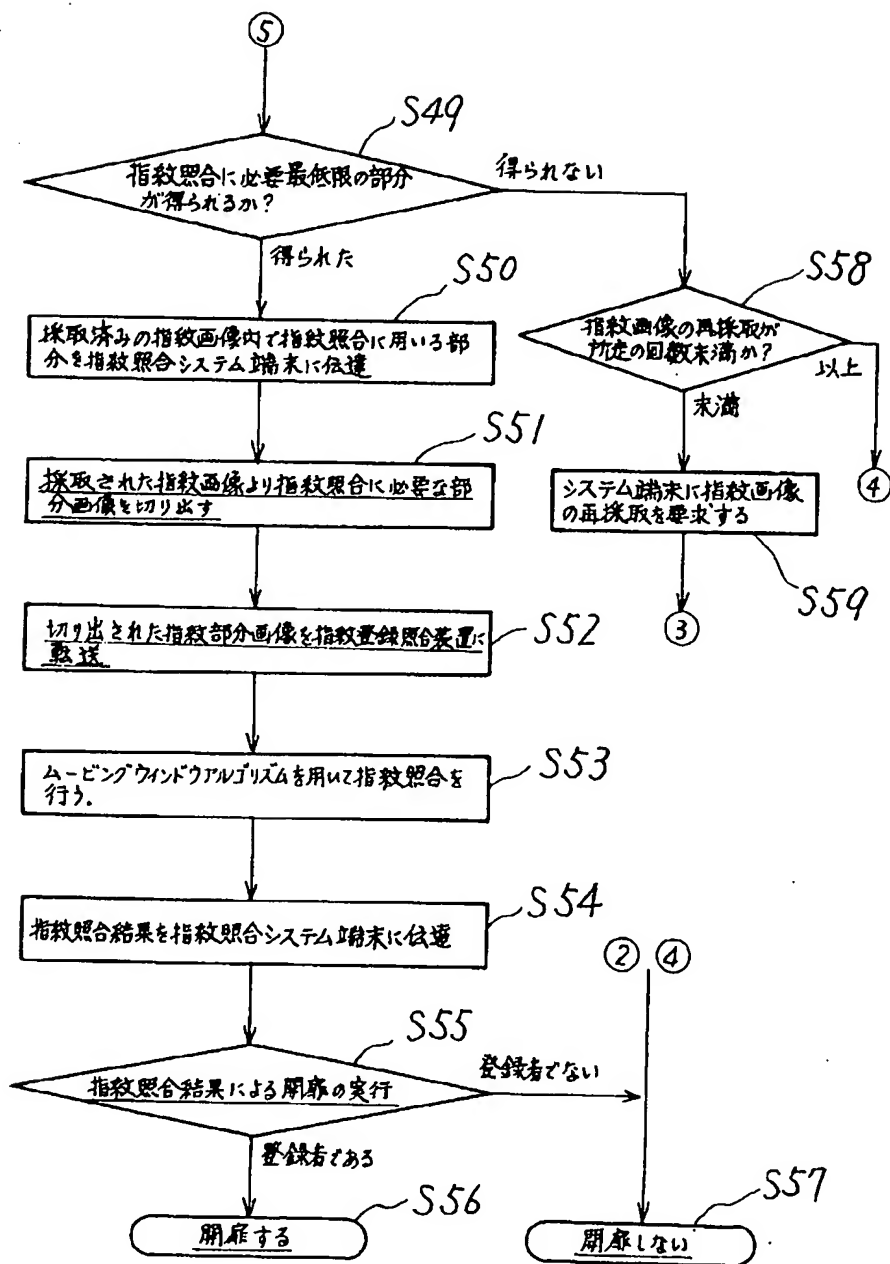 ⑤
S49
指紋照合に必要最低限の部分
が得られるか?
得られない
得られた
S50
採取済みの指紋画像内で指紋照合に用いる部
分を指紋照合システム端末に伝達
S58
指紋画像の再採取が
所定の回数未満か?
以上
未満
④
S51
採取された指紋画像より指紋照合に必要な部
分画像を切り出す
システム端末に指紋画像
の再採取を要求する
S59
③
S52
切り出された指紋部分画像を指紋登録照合装置に
転送
S53
ムービングウィンドウアルゴリズムを用いて指紋照合を
行う.
S54
指紋照合結果を指紋照合システム端末に伝達
② ④
S55
指紋照合結果による開扉の実行
登録者でない
登録者である
S56
開扉する
S57
開扉しない